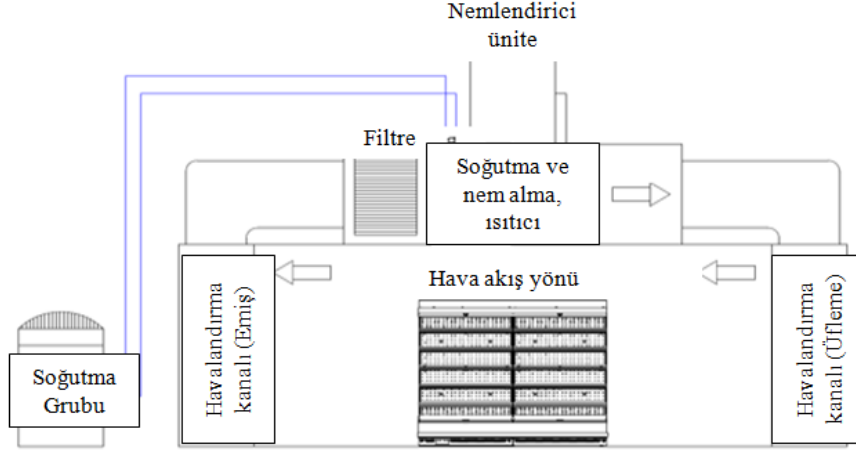 Nemlendirici
ünite
Filtre
Soğutma ve
nem alma,
ısıtıcı
Hava akış yönü
Havalandırma
kanalı (Emiş)
Havalandırma
kanalı (Üfleme)
Soğutma
Grubu